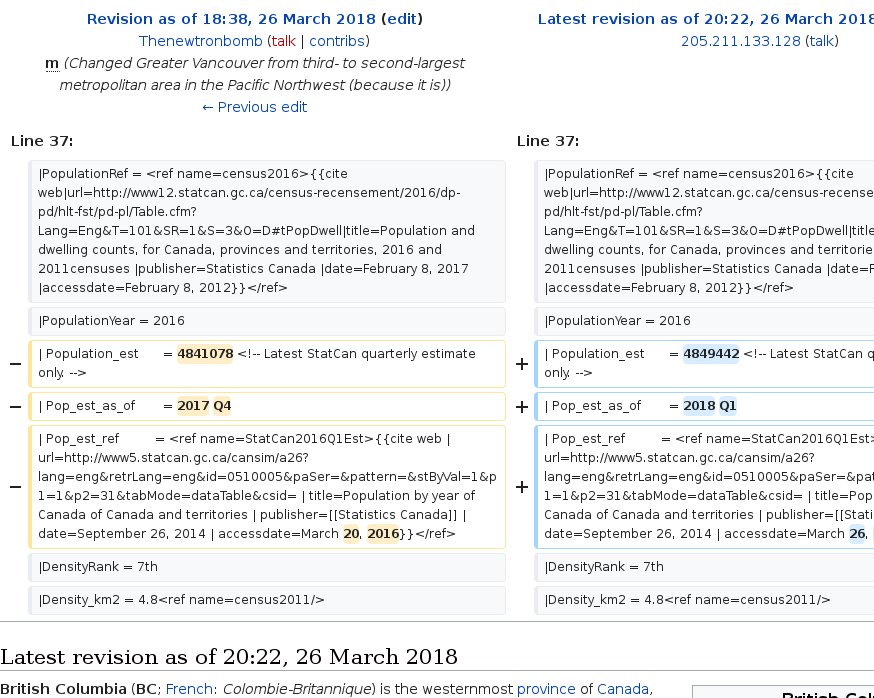 Revision as of 18:38, 26 March 2018 (edit)
Thenewtronbomb (talk | contribs)
m (Changed Greater Vancouver from third- to second-largest
metropolitan area in the Pacific Northwest (because it is))
← Previous edit
Latest revision as of 20:22, 26 March 2018
205.211.133.128 (talk)
Line 37:
|PopulationRef = <ref name=census2016>{{cite
web|url=http://www12.statcan.gc.ca/census-recensement/2016/dp-
pd/hlt-fst/pd-pl/Table.cfm?
Lang=Eng&T=101&SR=1&S=3&O=D#tPopDwell|title=Population and
dwelling counts, for Canada, provinces and territories, 2016 and
2011censuses |publisher=Statistics Canada |date=February 8, 2017
|accessdate=February 8, 2012}}</ref>
|PopulationYear = 2016
− | Population_est = 4841078 <!-- Latest StatCan quarterly estimate
only. -->
− | Pop_est_as_of = 2017 Q4
− | Pop_est_ref = <ref name=StatCan2016Q1Est>{{cite web |
url=http://www5.statcan.gc.ca/cansim/a26?
lang=eng&retrLang=eng&id=0510005&paSer=&pattern=&stByVal=1&p
1=1&p2=31&tabMode=dataTable&csid= | title=Population by year of
Canada of Canada and territories | publisher=[[Statistics Canada]] |
date=September 26, 2014 | accessdate=March 20, 2016}}</ref>
|DensityRank = 7th
|Density_km2 = 4.8<ref name=census2011/>
Line 37:
|PopulationRef = <ref name=census2016>{{cite
web|url=http://www12.statcan.gc.ca/census-recense
pd/hlt-fst/pd-pl/Table.cfm?
Lang=Eng&T=101&SR=1&S=3&O=D#tPopDwell|title
dwelling counts, for Canada, provinces and territorie
2011censuses |publisher=Statistics Canada |date=F
|accessdate=February 8, 2012}}</ref>
|PopulationYear = 2016
+ | Population_est = 4849442 <!-- Latest StatCan q
only. -->
+ | Pop_est_as_of = 2018 Q1
+ | Pop_est_ref = <ref name=StatCan2016Q1Est>
url=http://www5.statcan.gc.ca/cansim/a26?
lang=eng&retrLang=eng&id=0510005&paSer=&pat
1=1&p2=31&tabMode=dataTable&csid= | title=Pop
Canada of Canada and territories | publisher=[[Stati
date=September 26, 2014 | accessdate=March 26,
|DensityRank = 7th
|Density_km2 = 4.8<ref name=census2011/>
Latest revision as of 20:22, 26 March 2018
British Columbia (BC; French: Colombie-Britannique) is the westernmost province of Canada,